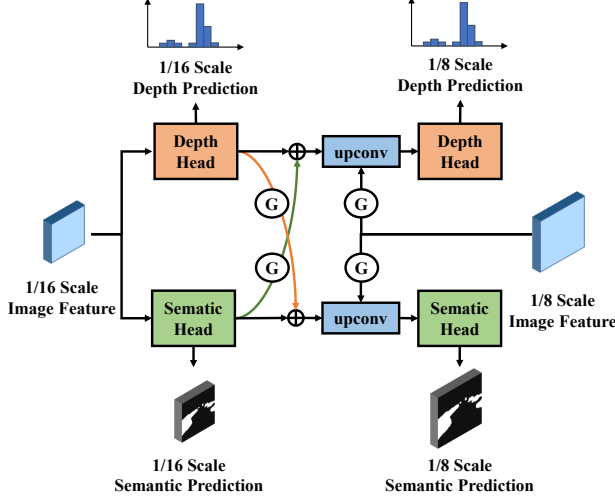 1/16 Scale
Depth Prediction
1/8 Scale
Depth Prediction
Depth
Head
upconv
Depth
Head
G
G
1/16 Scale
Image Feature
G
G
1/8 Scale
Image Feature
Sematic
Head
upconv
Sematic
Head
1/16 Scale
Semantic Prediction
1/8 Scale
Semantic Prediction